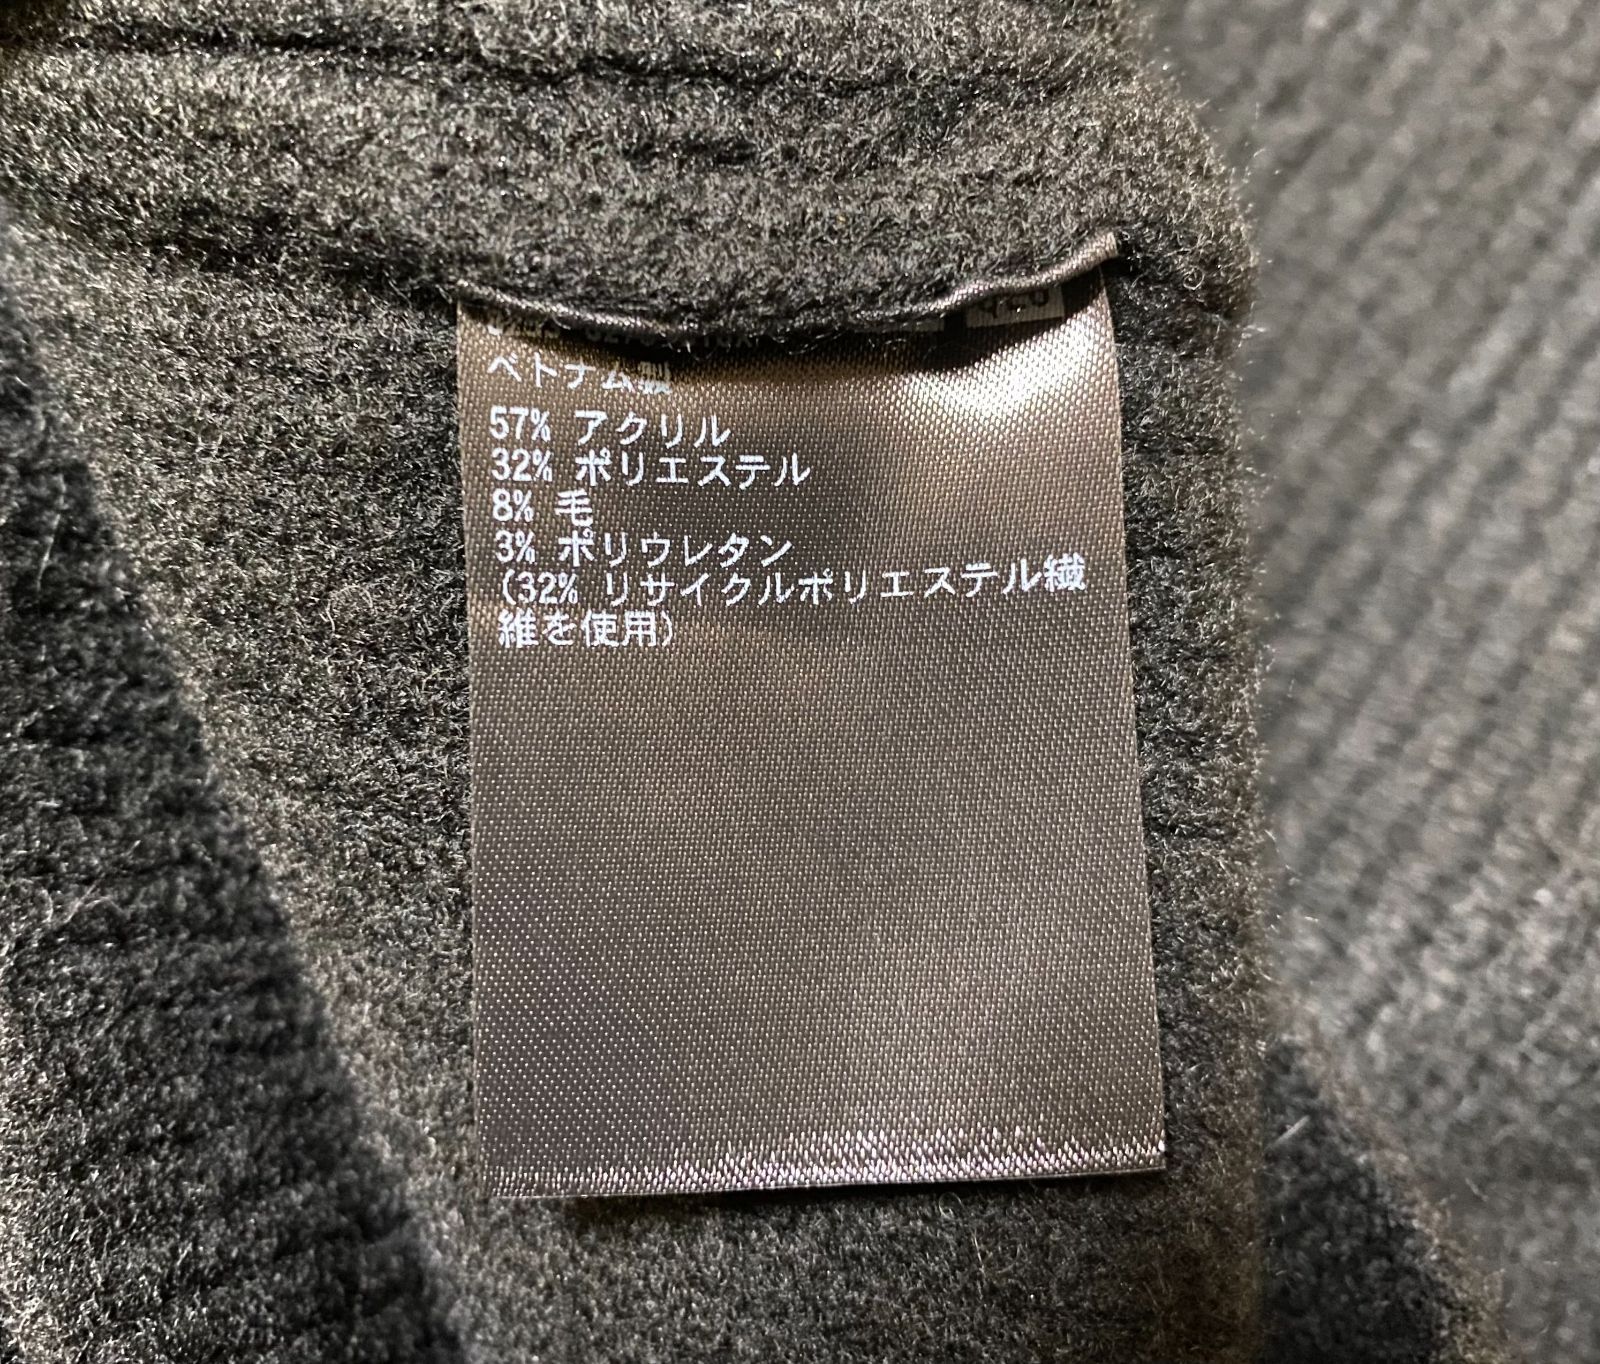 ベトナム製
57% アクリル
32% ポリエステル
8% 毛
3% ポリウレタン
(32% リサイクルポリエステル繊
維を使用)